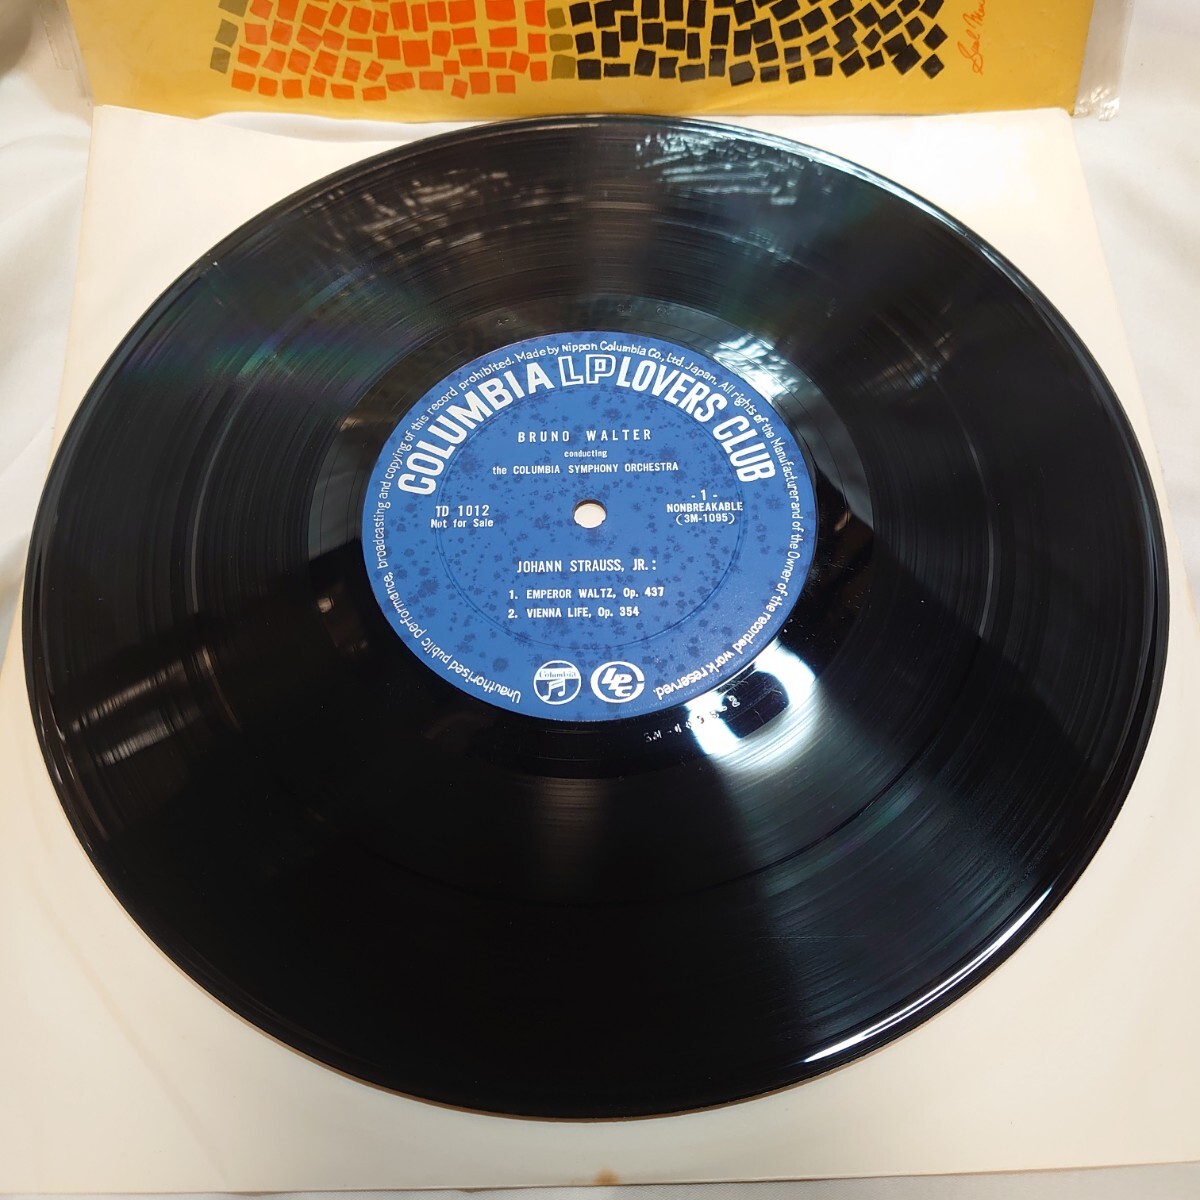 Unauthorised public performance, broadcasting and copying of this record prohibited. Made by Nippon Columbia Co., Ltd. Japan. All rights of the Manufacturer and of the Owner of the recorded work reserved.
COLUMBIA LP LOVERS CLUB
BRUNO WALTER
conducting
the COLUMBIA SYMPHONY ORCHESTRA
TD 1012
Not for Sale
- 1 -
NONBREAKABLE
(3M-1095)
JOHANN STRAUSS, JR.:
1. EMPEROR WALTZ, Op. 437
2. VIENNA LIFE, Op. 354
Columbia
LPC